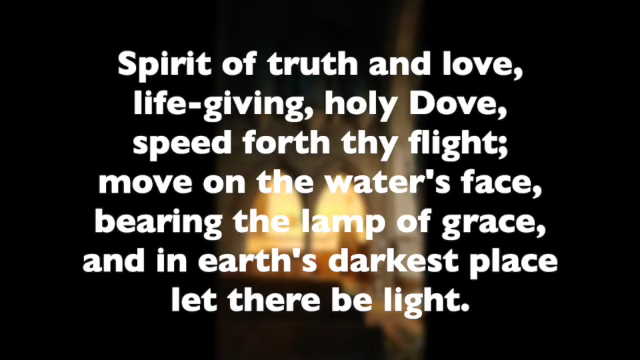 Spirit of truth and love,
life-giving, holy Dove,
speed forth thy flight;
move on the water's face,
bearing the lamp of grace,
and in earth's darkest place
let there be light.